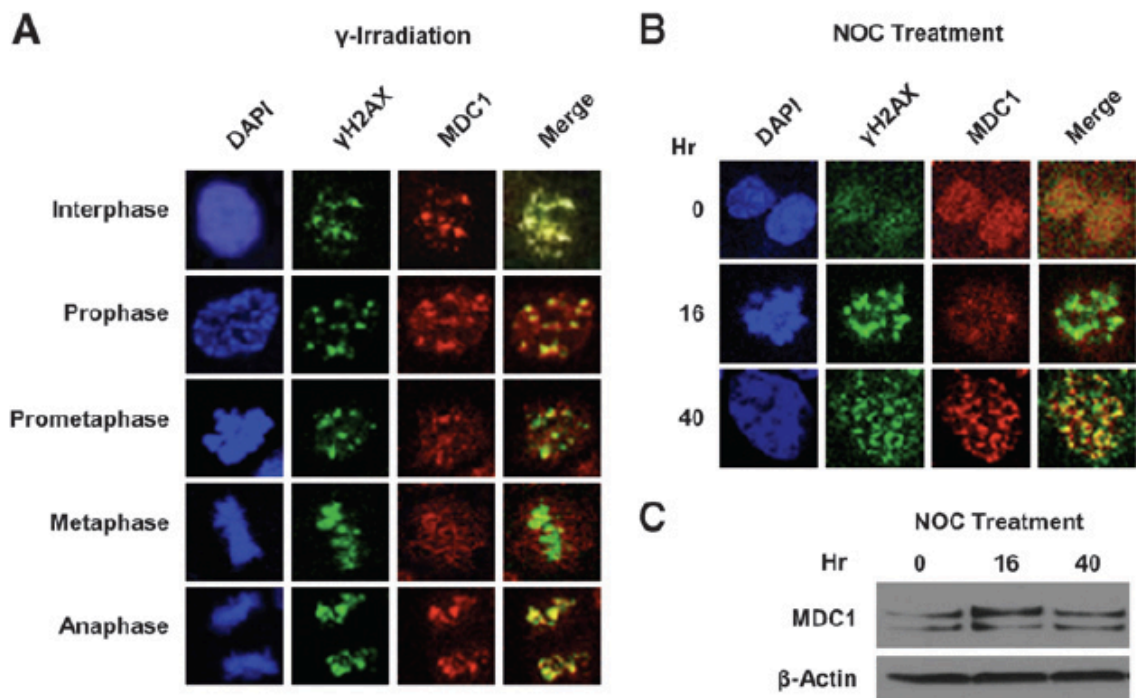 A
γ-Irradiation
DAPI
γH2AX
MDC1
Merge
Interphase
Prophase
Prometaphase
Metaphase
Anaphase
B
NOC Treatment
DAPI
γH2AX
MDC1
Merge
Hr
0
16
40
C
NOC Treatment
Hr 0 16 40
MDC1
β-Actin